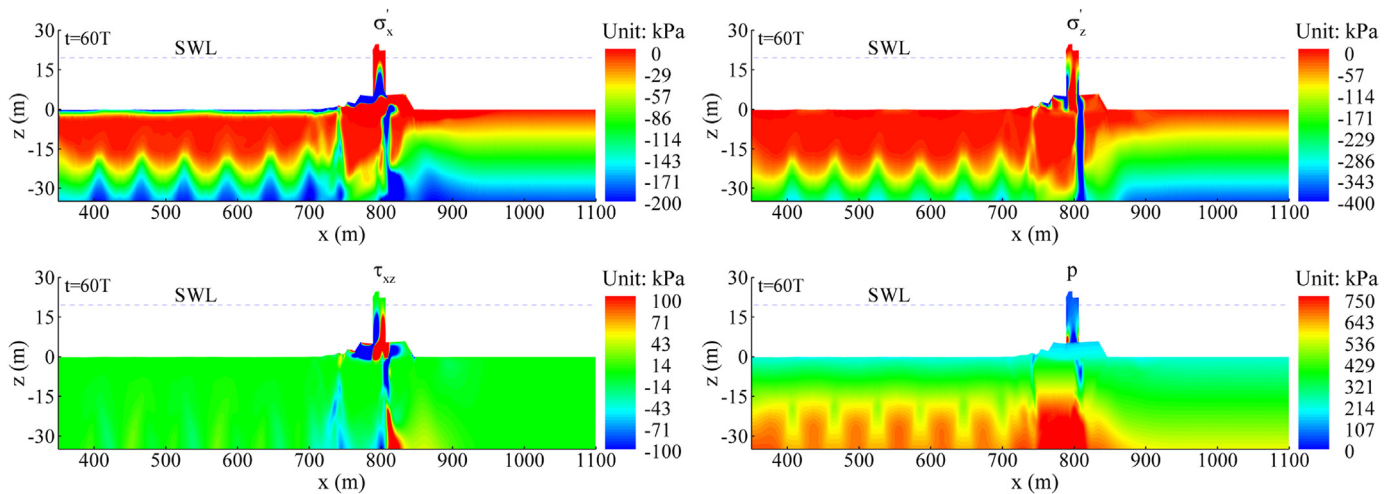 σ'x
Unit: kPa
t=60T
SWL
30
15
0
-15
-30
z (m)
400 500 600 700 800 900 1000 1100
x (m)
0
-29
-57
-86
-114
-143
-171
-200
σ'z
Unit: kPa
t=60T
SWL
30
15
0
-15
-30
z (m)
400 500 600 700 800 900 1000 1100
x (m)
0
-57
-114
-171
-229
-286
-343
-400
τxz
Unit: kPa
t=60T
SWL
30
15
0
-15
-30
z (m)
400 500 600 700 800 900 1000 1100
x (m)
100
71
43
14
-14
-43
-71
-100
p
Unit: kPa
t=60T
SWL
30
15
0
-15
-30
z (m)
400 500 600 700 800 900 1000 1100
x (m)
750
643
536
429
321
214
107
0